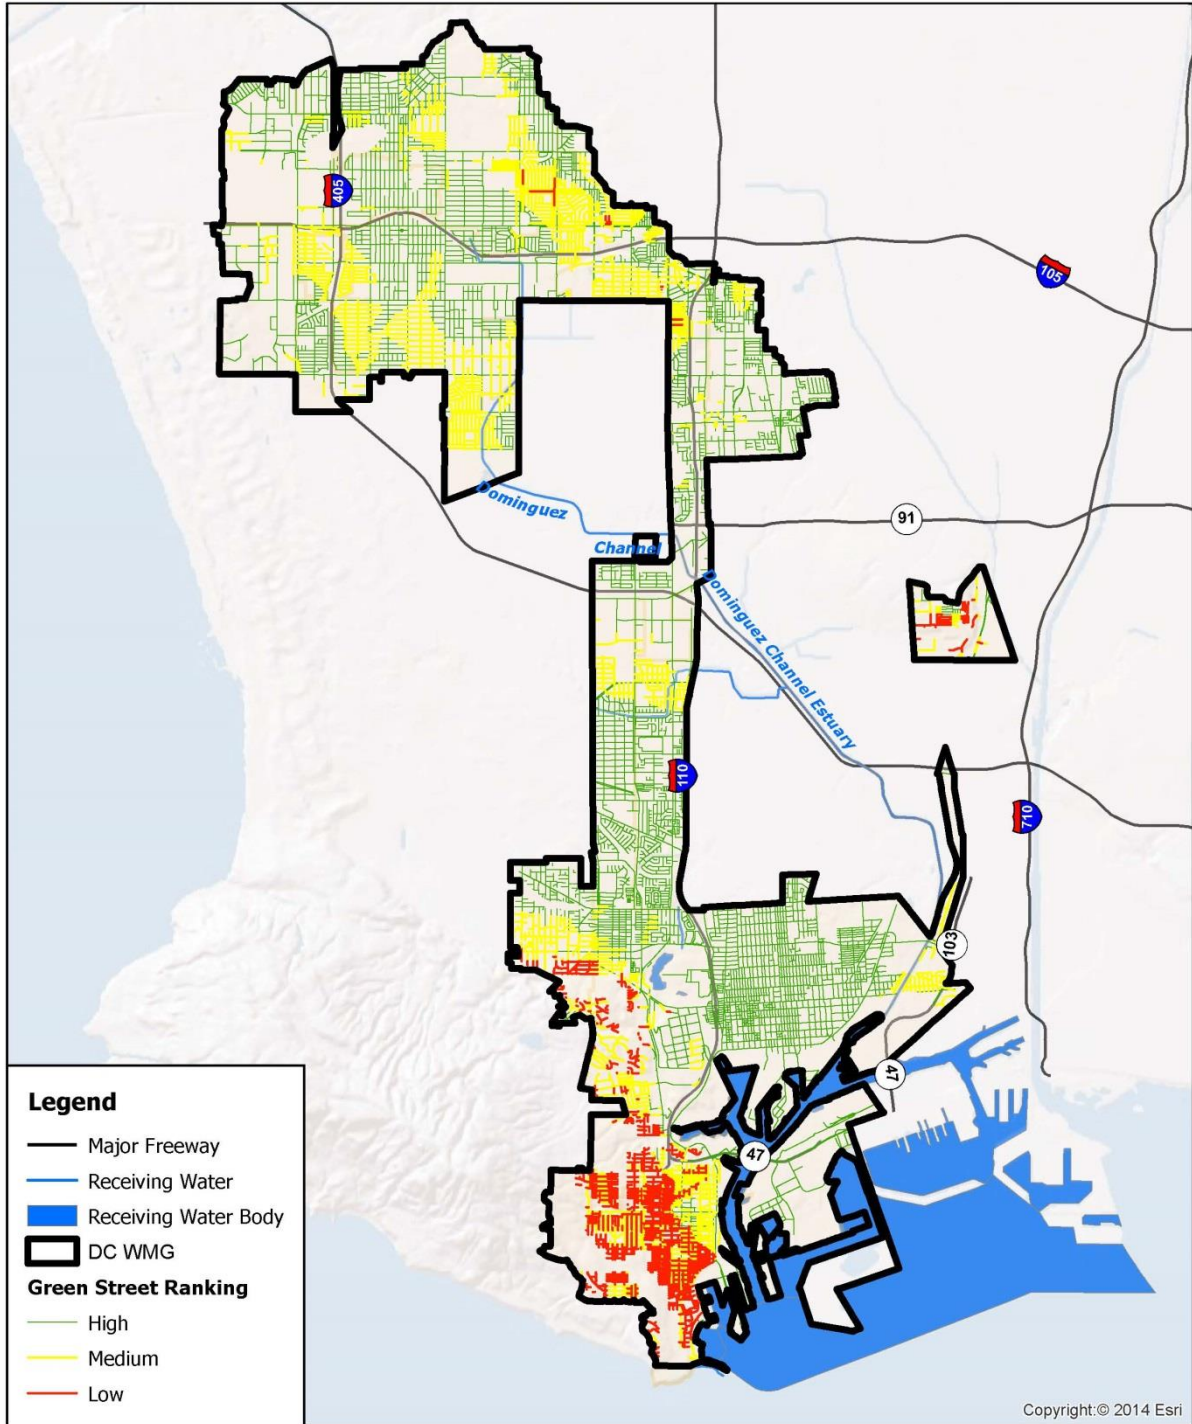 405
105
91
Dominguez
Channel
Dominguez Channel Estuary
110
710
103
47
47
Legend
Major Freeway
Receiving Water
Receiving Water Body
DC WMG
Green Street Ranking
High
Medium
Low
Copyright:© 2014 Esri